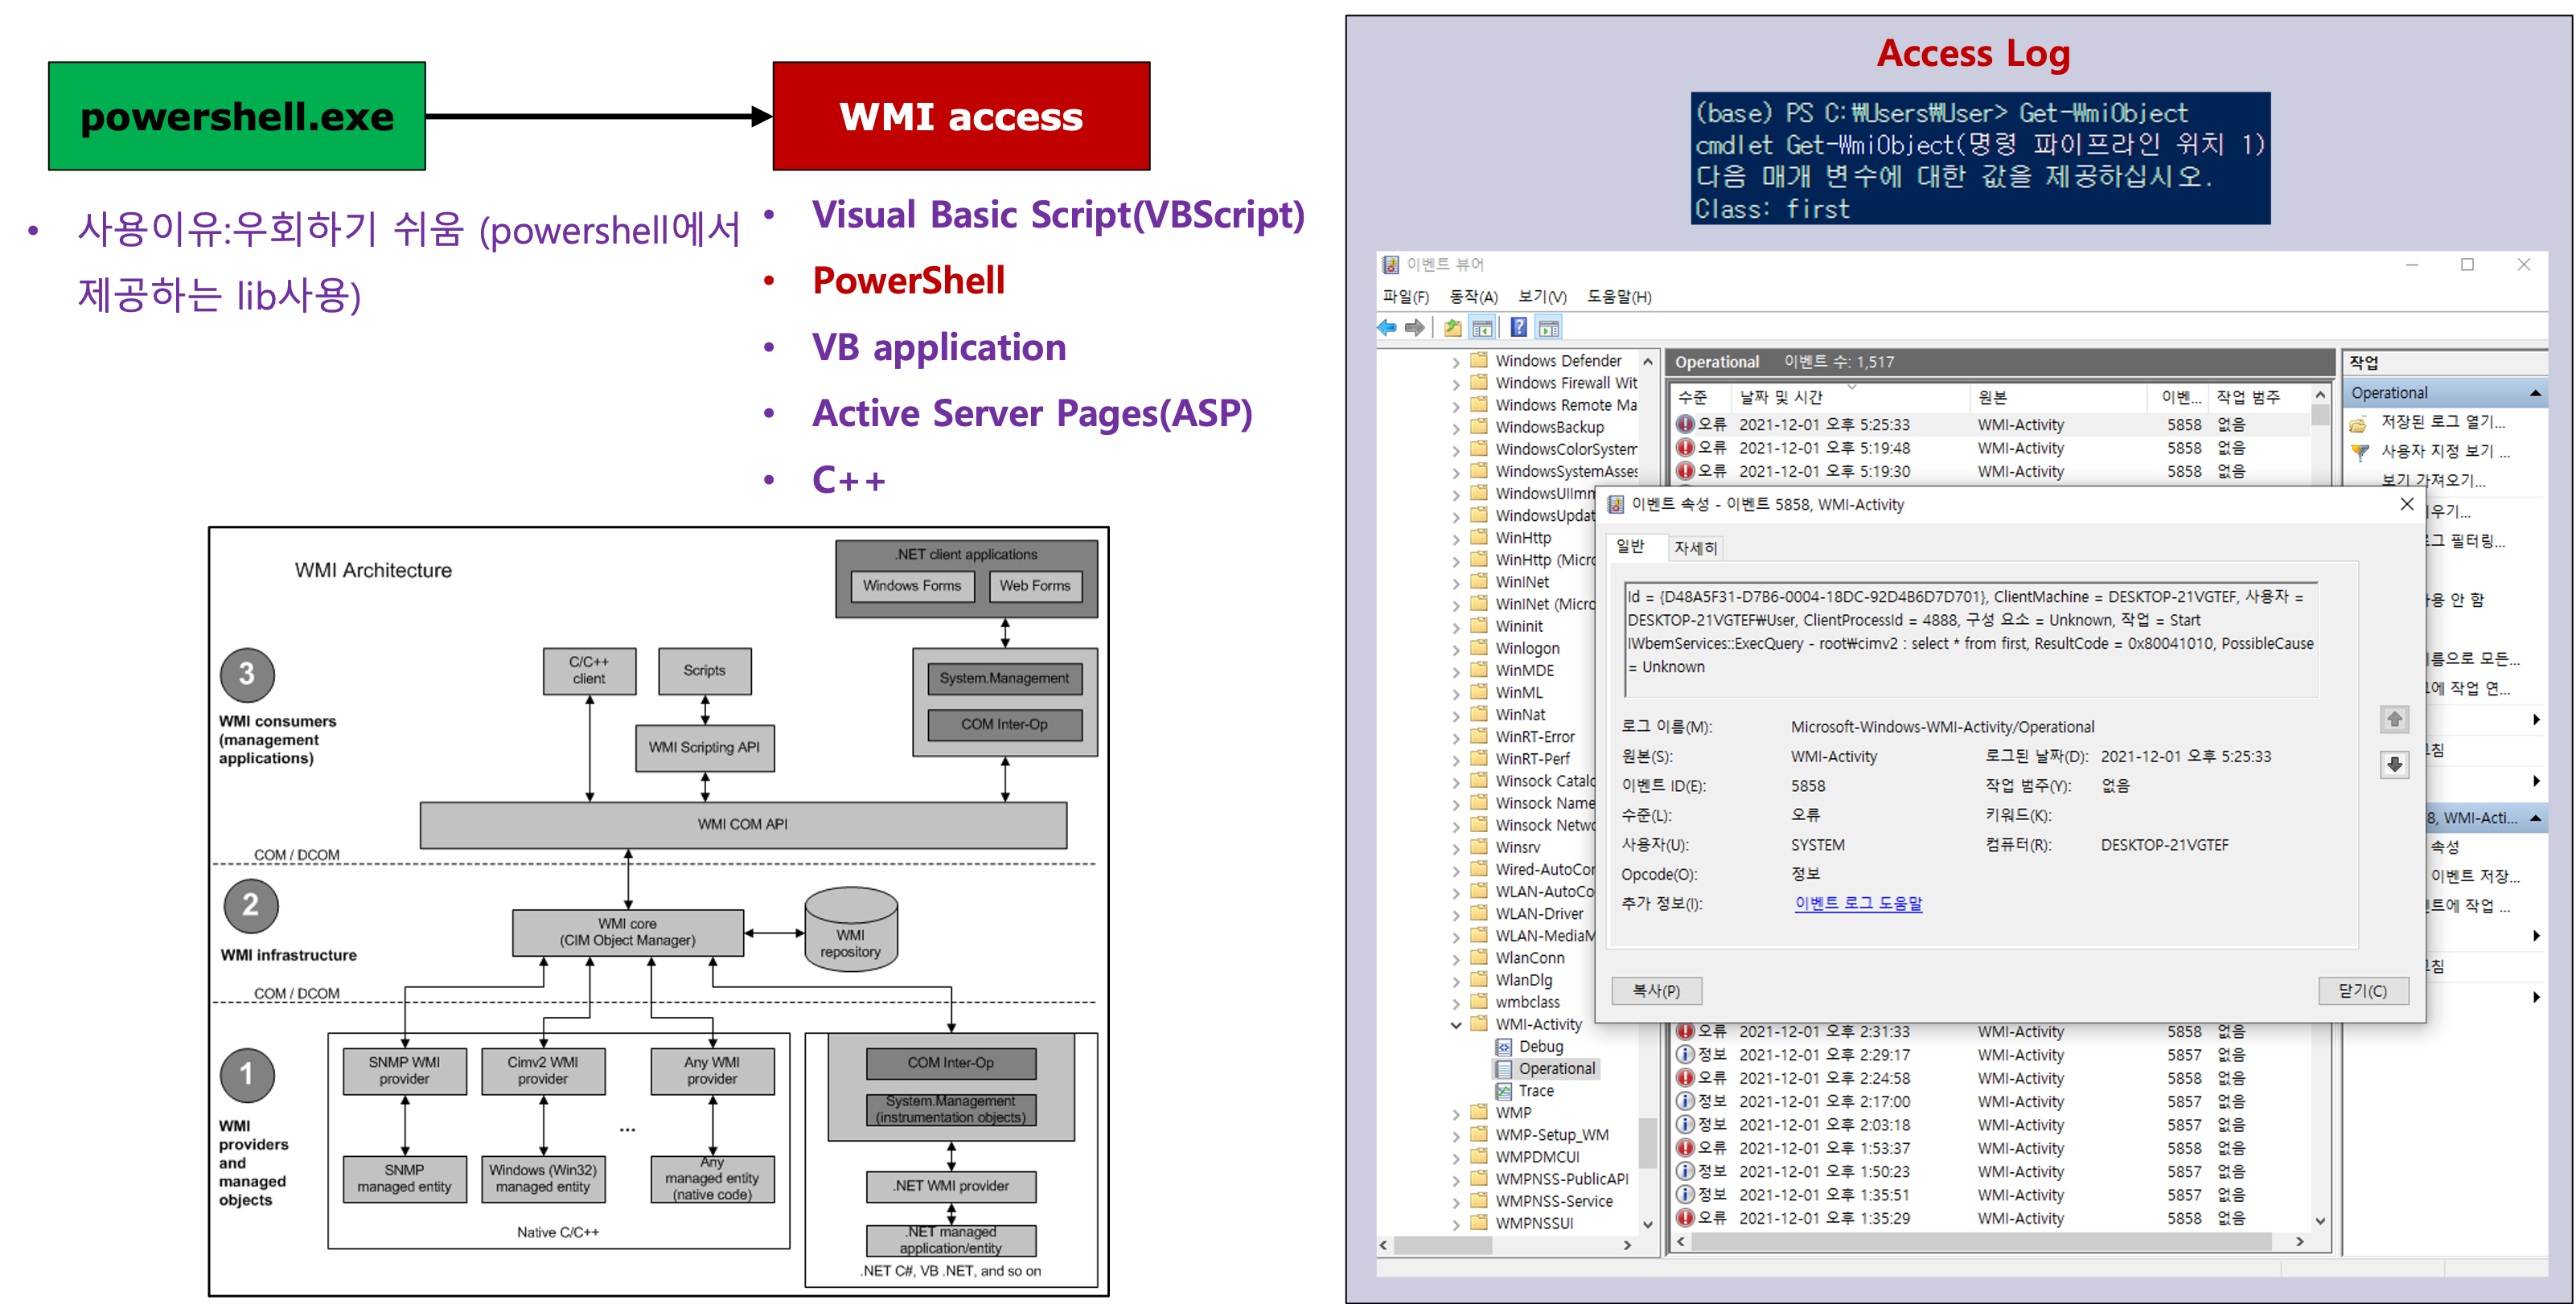 powershell.exe
WMI access
• 사용이유:우회하기 쉬움 (powershell에서
제공하는 lib사용)
• Visual Basic Script(VBScript)
• PowerShell
• VB application
• Active Server Pages(ASP)
• C++
WMI Architecture
.NET client applications
Windows Forms
Web Forms
3
WMI consumers
(management
applications)
C/C++
client
Scripts
System.Management
COM Inter-Op
WMI Scripting API
WMI COM API
COM / DCOM
2
WMI infrastructure
WMI core
(CIM Object Manager)
WMI
repository
COM / DCOM
1
WMI
providers
and
managed
objects
SNMP WMI
provider
Cimv2 WMI
provider
Any WMI
provider
...
SNMP
managed entity
Windows (Win32)
managed entity
Any
managed entity
(native code)
Native C/C++
COM Inter-Op
System.Management
(instrumentation objects)
.NET WMI provider
.NET managed
application/entity
.NET C#, VB .NET, and so on
Access Log
(base) PS C:₩Users₩User> Get-WmiObject
cmdlet Get-WmiObject(명령 파이프라인 위치 1)
다음 매개 변수에 대한 값을 제공하십시오.
Class: first
이벤트 뷰어
파일(F) 동작(A) 보기(V) 도움말(H)
Windows Defender
Windows Firewall Wit
Windows Remote Ma
WindowsBackup
WindowsColorSystem
WindowsSystemAsses
WindowsUIImm
WindowsUpdat
WinHttp
WinHttp (Micro
WinINet
WinINet (Micro
Wininit
Winlogon
WinMDE
WinML
WinNat
WinRT-Error
WinRT-Perf
Winsock Catalo
Winsock Name
Winsock Netwo
Winsrv
Wired-AutoCor
WLAN-AutoCo
WLAN-Driver
WLAN-MediaM
WlanConn
WlanDlg
wmbclass
WMI-Activity
Debug
Operational
Trace
WMP
WMP-Setup_WM
WMPDMCUI
WMPNSS-PublicAPI
WMPNSS-Service
WMPNSSUI
Operational 이벤트 수: 1,517
수준 날짜 및 시간 원본 이벤... 작업 범주
오류 2021-12-01 오후 5:25:33 WMI-Activity 5858 없음
오류 2021-12-01 오후 5:19:48 WMI-Activity 5858 없음
오류 2021-12-01 오후 5:19:30 WMI-Activity 5858 없음
이벤트 속성 - 이벤트 5858, WMI-Activity
일반 자세히
Id = {D48A5F31-D7B6-0004-18DC-92D4B6D7D701}, ClientMachine = DESKTOP-21VGTEF, 사용자 =
DESKTOP-21VGTEF₩User, ClientProcessId = 4888, 구성 요소 = Unknown, 작업 = Start
IWbemServices::ExecQuery - root₩cimv2 : select * from first, ResultCode = 0x80041010, PossibleCause
= Unknown
로그 이름(M): Microsoft-Windows-WMI-Activity/Operational
원본(S): WMI-Activity 로그된 날짜(D): 2021-12-01 오후 5:25:33
이벤트 ID(E): 5858 작업 범주(Y): 없음
수준(L): 오류 키워드(K):
사용자(U): SYSTEM 컴퓨터(R): DESKTOP-21VGTEF
Opcode(O): 정보
추가 정보(I): 이벤트 로그 도움말
복사(P) 닫기(C)
오류 2021-12-01 오후 2:31:33 WMI-Activity 5858 없음
정보 2021-12-01 오후 2:29:17 WMI-Activity 5857 없음
오류 2021-12-01 오후 2:24:58 WMI-Activity 5858 없음
정보 2021-12-01 오후 2:17:00 WMI-Activity 5857 없음
정보 2021-12-01 오후 2:03:18 WMI-Activity 5857 없음
오류 2021-12-01 오후 1:53:37 WMI-Activity 5858 없음
정보 2021-12-01 오후 1:50:23 WMI-Activity 5857 없음
정보 2021-12-01 오후 1:35:51 WMI-Activity 5857 없음
오류 2021-12-01 오후 1:35:29 WMI-Activity 5858 없음
작업
Operational
저장된 로그 열기...
사용자 지정 보기 ...
보기 가져오기...
우기...
그 필터링...
용 안 함
름으로 모든...
에 작업 연...
침
8, WMI-Acti...
속성
이벤트 저장...
트에 작업 ...
침